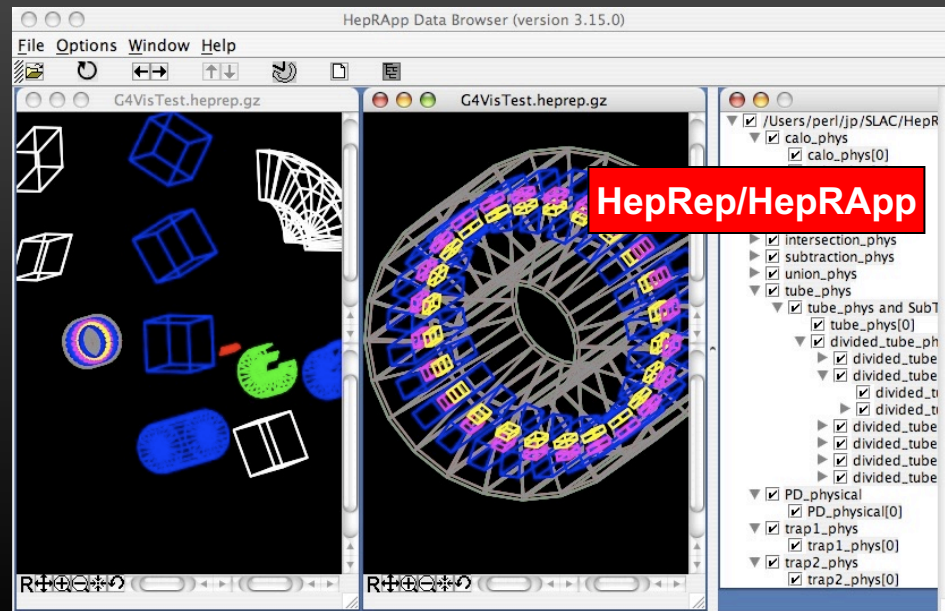 HepRApp Data Browser (version 3.15.0)
File Options Window Help
G4VisTest.heprep.gz
G4VisTest.heprep.gz
/Users/perl/jp/SLAC/HepR
calo_phys
calo_phys[0]
HepRep/HepRApp
intersection_phys
subtraction_phys
union_phys
tube_phys
tube_phys and SubT
tube_phys[0]
divided_tube_ph
divided_tube
divided_tube
divided_tu
divided_tu
divided_tube
divided_tube
divided_tube
divided_tube
PD_physical
PD_physical[0]
trap1_phys
trap1_phys[0]
trap2_phys
trap2_phys[0]
R
R